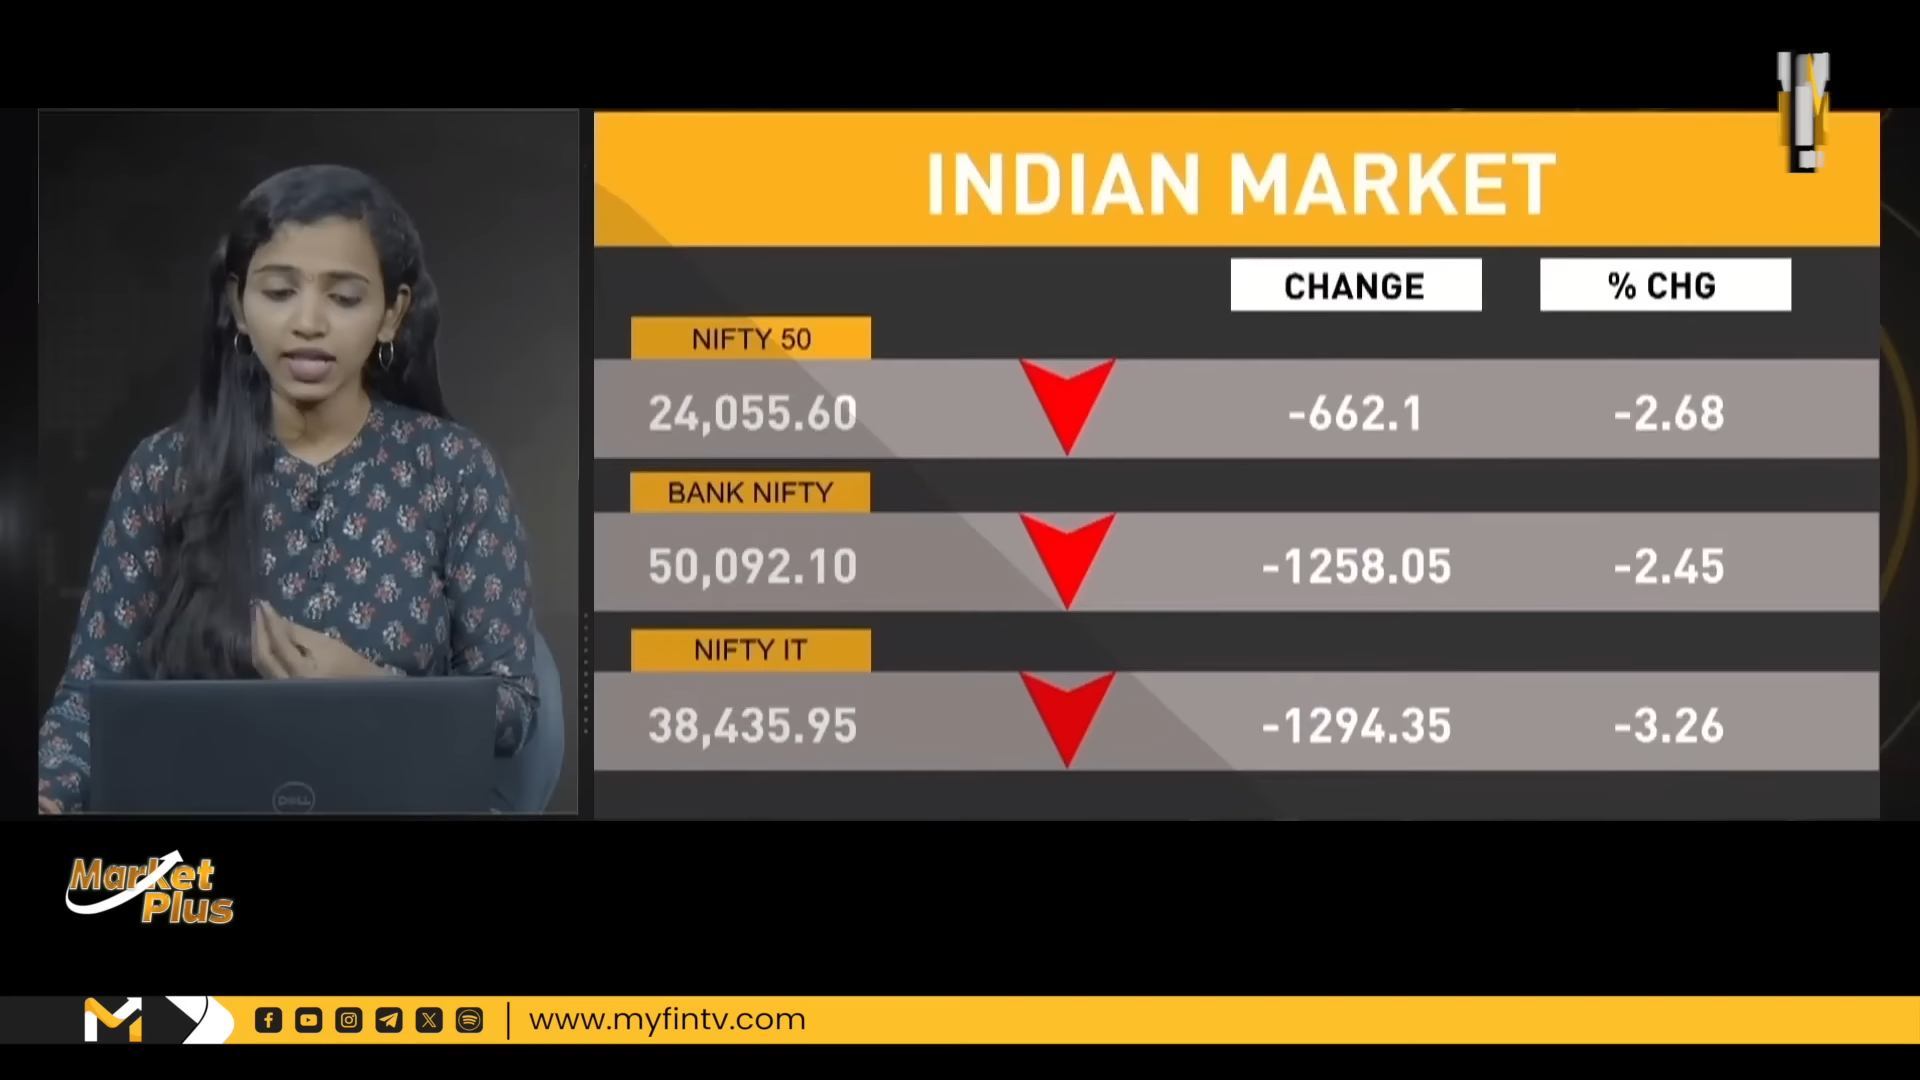 INDIAN MARKET
CHANGE % CHG
NIFTY 50
24,055.60 -662.1 -2.68
BANK NIFTY
50,092.10 -1258.05 -2.45
NIFTY IT
38,435.95 -1294.35 -3.26
DELL
Market
Plus
www.myfintv.com